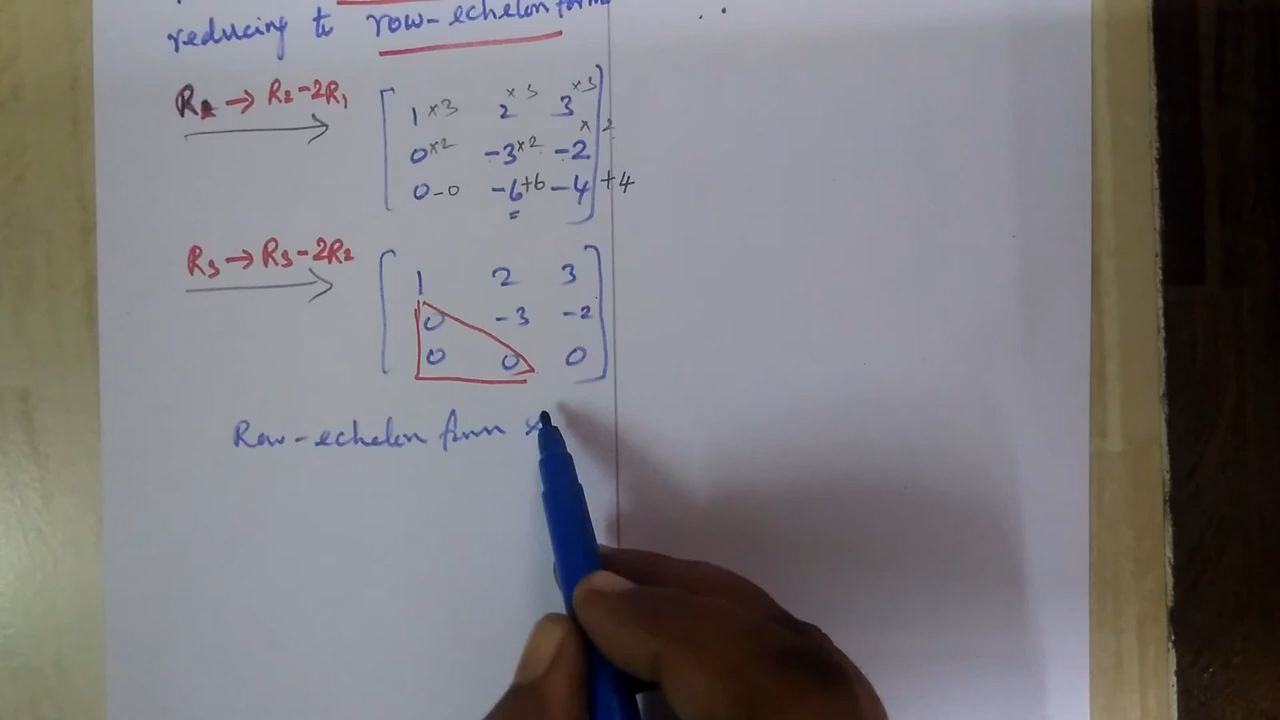 reducing to row-echelon form
R2 → R2-2R1
1 ×3 2 ×3 3 ×3
0 ×2 -3 ×2 -2 ×2
0 -0 -6 +6 -4 +4
R3 → R3-2R2
1 2 3
0 -3 -2
0 0 0
Row-echelon form